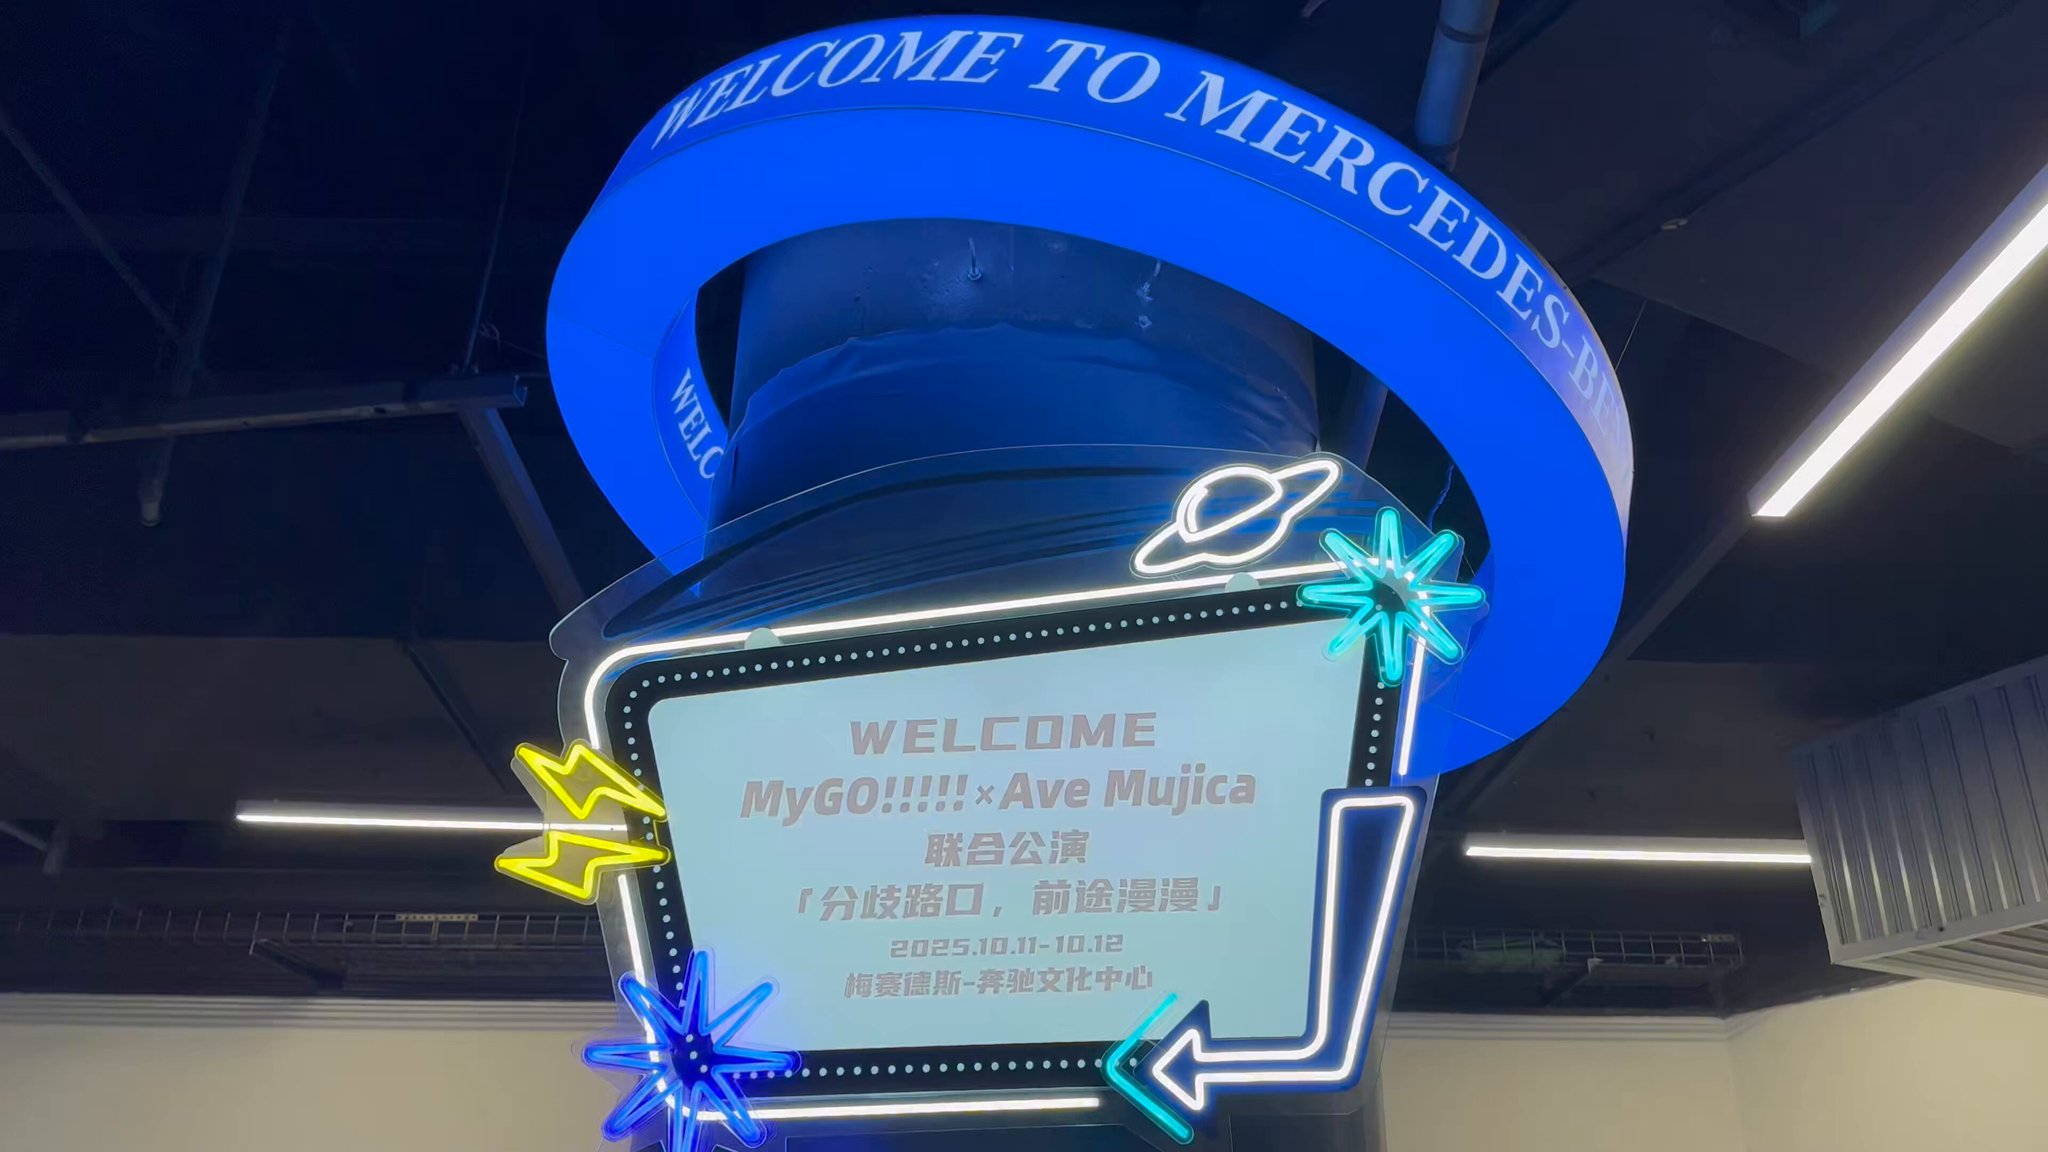 WELCOME TO MERCEDES-BE
WELC
WELCOME
MyGO!!!!!×Ave Mujica
联合公演
「分歧路口，前途漫漫」
2025.10.11-10.12
梅赛德斯-奔驰文化中心